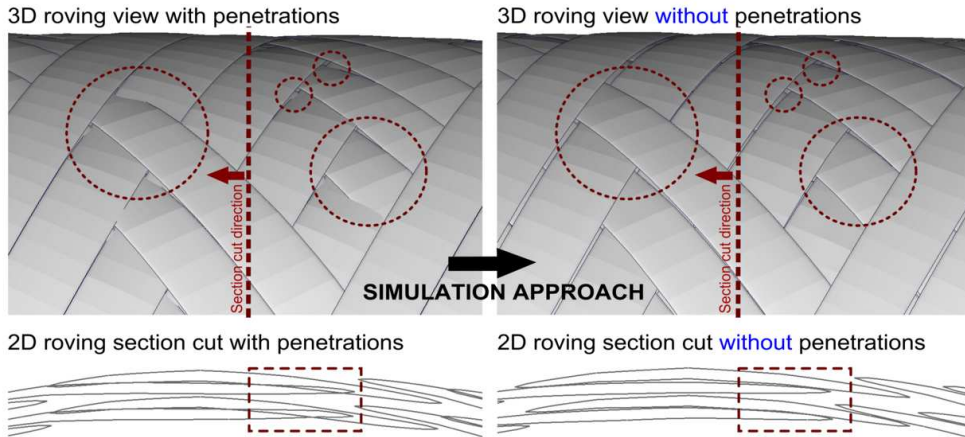 3D roving view with penetrations
3D roving view without penetrations
Section cut direction
Section cut direction
SIMULATION APPROACH
2D roving section cut with penetrations
2D roving section cut without penetrations